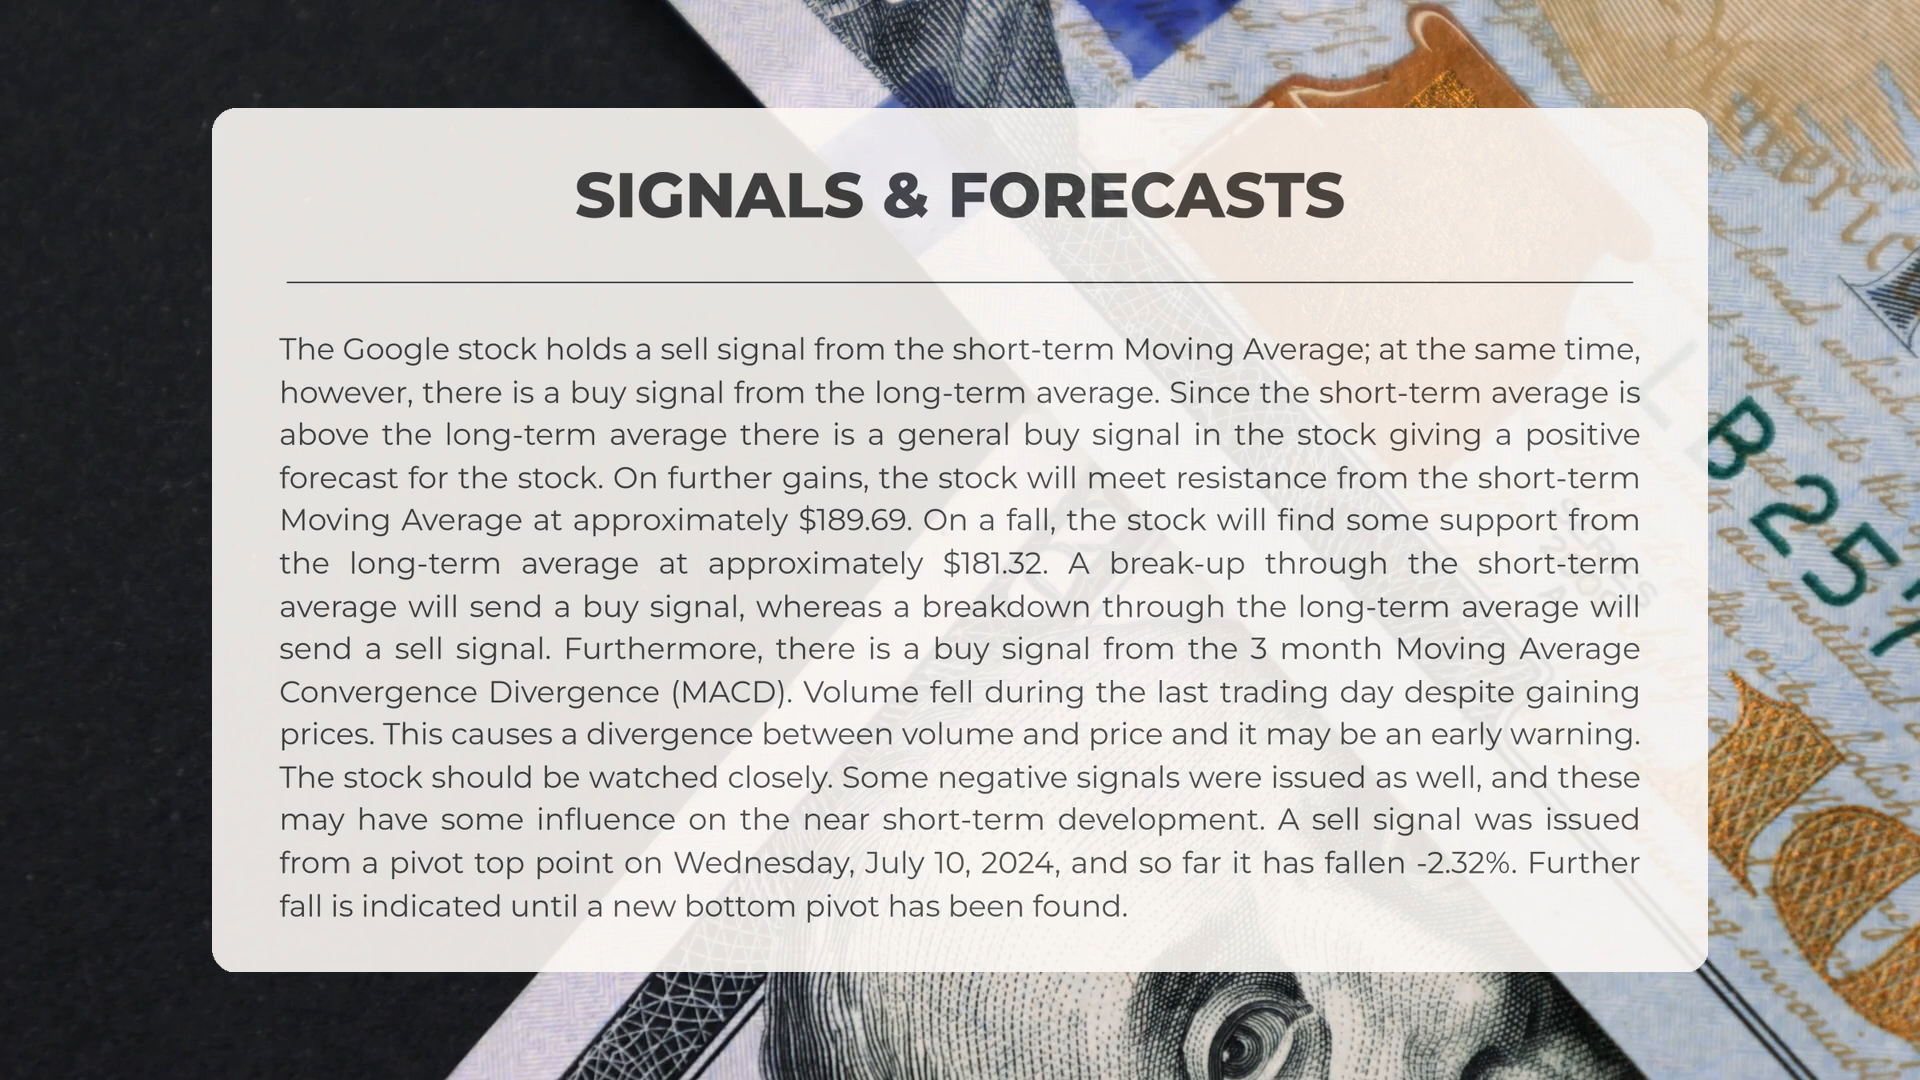 SIGNALS & FORECASTS
The Google stock holds a sell signal from the short-term Moving Average; at the same time,
however, there is a buy signal from the long-term average. Since the short-term average is
above the long-term average there is a general buy signal in the stock giving a positive
forecast for the stock. On further gains, the stock will meet resistance from the short-term
Moving Average at approximately $189.69. On a fall, the stock will find some support from
the long-term average at approximately $181.32. A break-up through the short-term
average will send a buy signal, whereas a breakdown through the long-term average will
send a sell signal. Furthermore, there is a buy signal from the 3 month Moving Average
Convergence Divergence (MACD). Volume fell during the last trading day despite gaining
prices. This causes a divergence between volume and price and it may be an early warning.
The stock should be watched closely. Some negative signals were issued as well, and these
may have some influence on the near short-term development. A sell signal was issued
from a pivot top point on Wednesday, July 10, 2024, and so far it has fallen -2.32%. Further
fall is indicated until a new bottom pivot has been found.